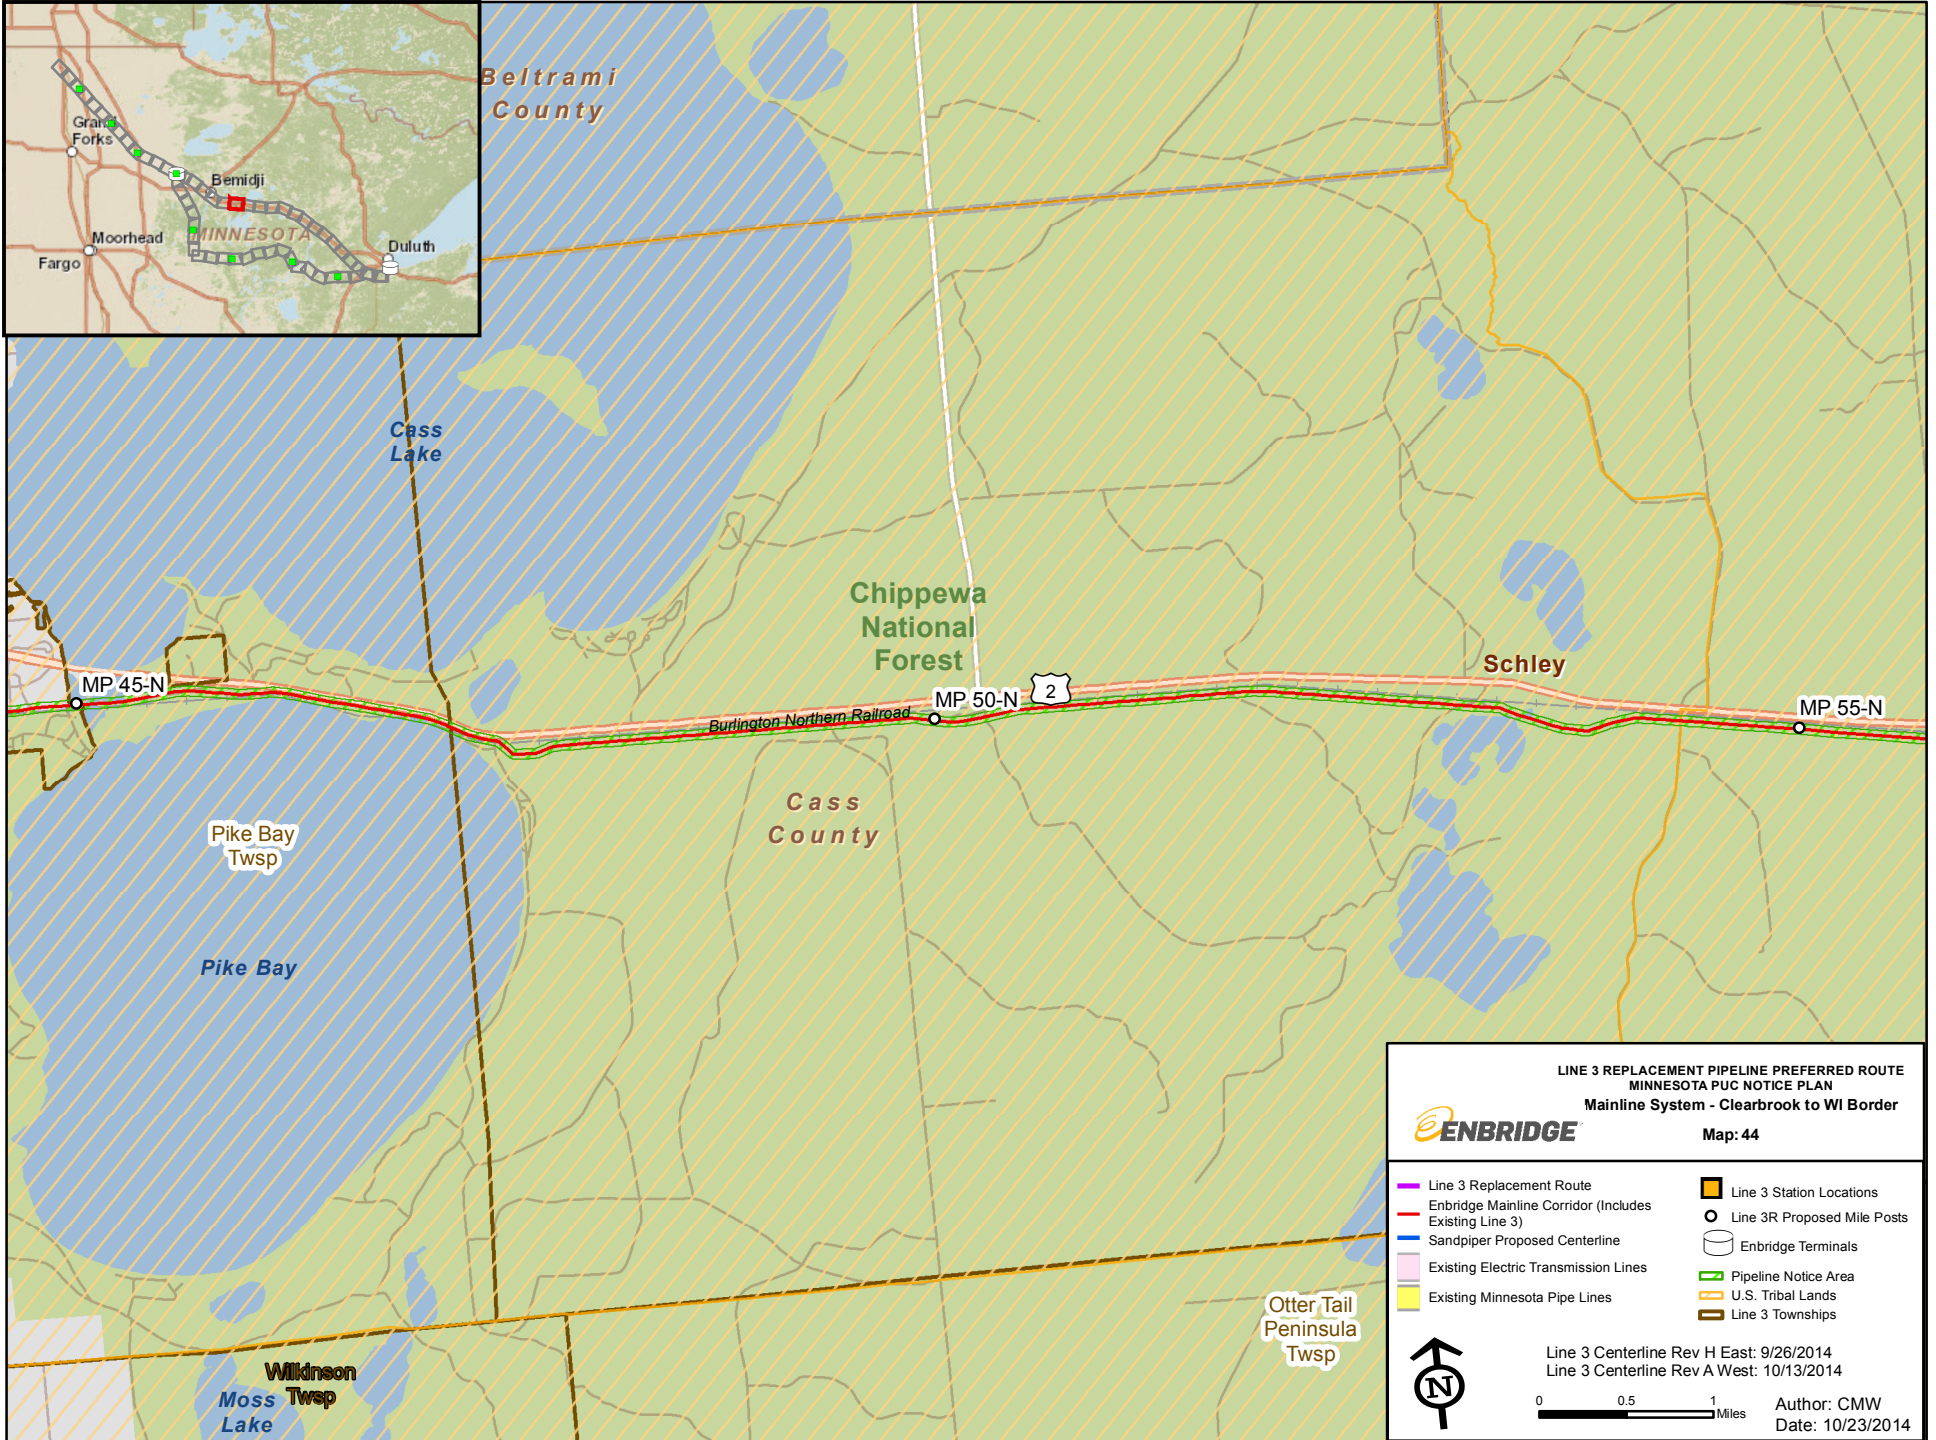 Grand
Forks
Bemidji
MINNESOTA
Moorhead
Fargo
Duluth
Beltrami
County
Cass
Lake
Chippewa
National
Forest
Schley
MP 45-N
MP 50-N
2
MP 55-N
Burlington Northern Railroad
Cass
County
Pike Bay
Twsp
Pike Bay
Otter Tail
Peninsula
Twsp
Wilkinson
Twsp
Moss
Lake
LINE 3 REPLACEMENT PIPELINE PREFERRED ROUTE
MINNESOTA PUC NOTICE PLAN
Mainline System - Clearbrook to WI Border
Map: 44
ENBRIDGE
Line 3 Replacement Route
Enbridge Mainline Corridor (Includes
Existing Line 3)
Sandpiper Proposed Centerline
Existing Electric Transmission Lines
Existing Minnesota Pipe Lines
Line 3 Station Locations
Line 3R Proposed Mile Posts
Enbridge Terminals
Pipeline Notice Area
U.S. Tribal Lands
Line 3 Townships
N
Line 3 Centerline Rev H East: 9/26/2014
Line 3 Centerline Rev A West: 10/13/2014
0 0.5 1
Miles
Author: CMW
Date: 10/23/2014